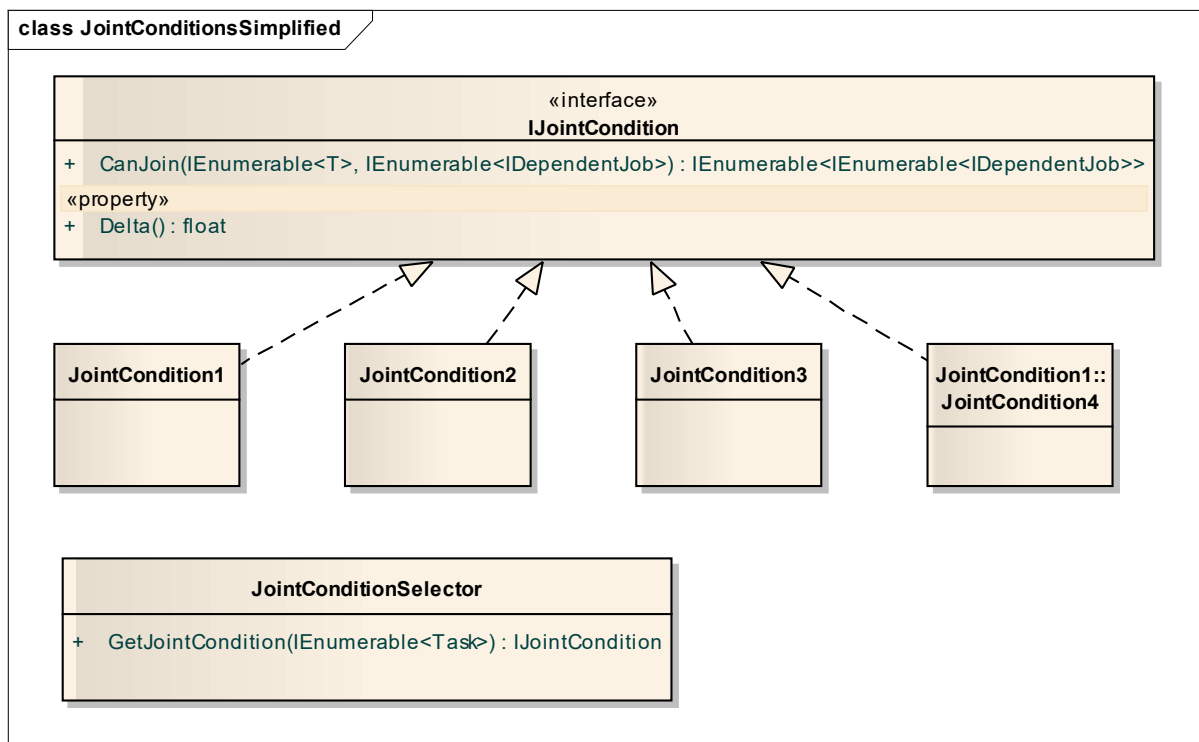 class JointConditionsSimplified
«interface»
IJointCondition
+ CanJoin(IEnumerable<T>, IEnumerable<IDependentJob>) : IEnumerable<IEnumerable<IDependentJob>>
«property»
+ Delta() : float
JointCondition1
JointCondition2
JointCondition3
JointCondition1::
JointCondition4
JointConditionSelector
+ GetJointCondition(IEnumerable<Task>) : IJointCondition